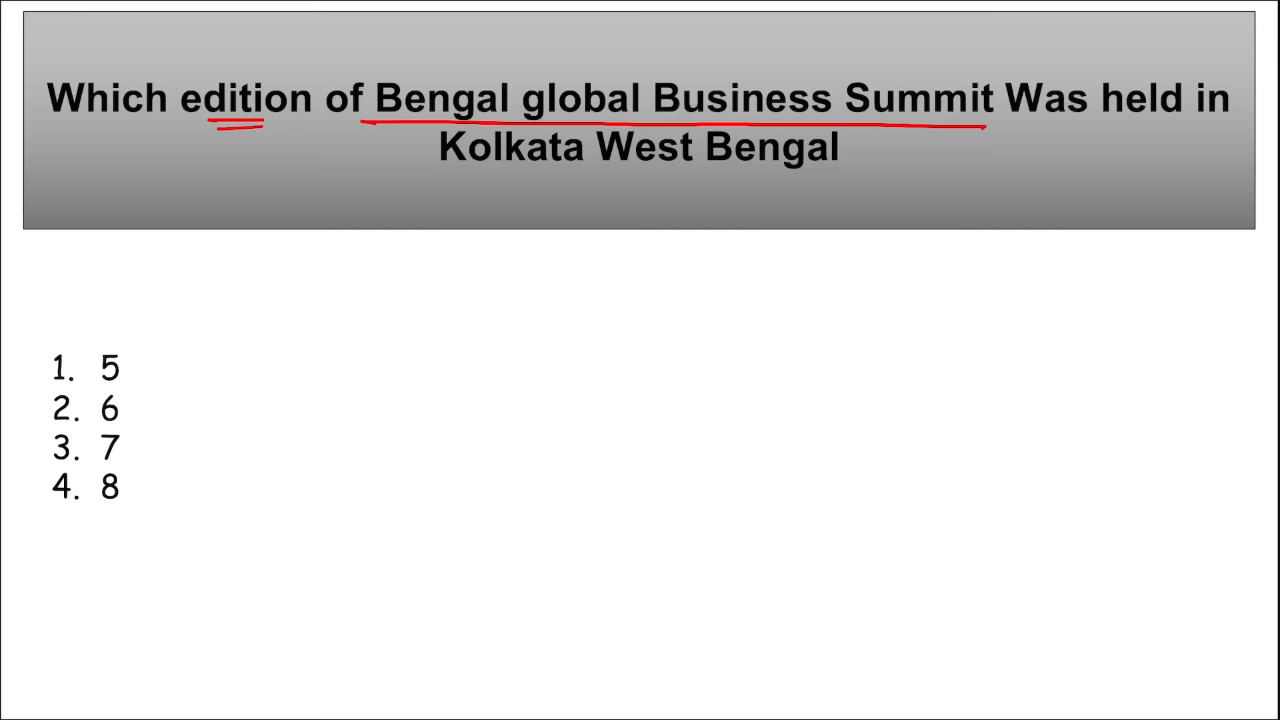 Which edition of Bengal global Business Summit Was held in
Kolkata West Bengal
1. 5
2. 6
3. 7
4. 8